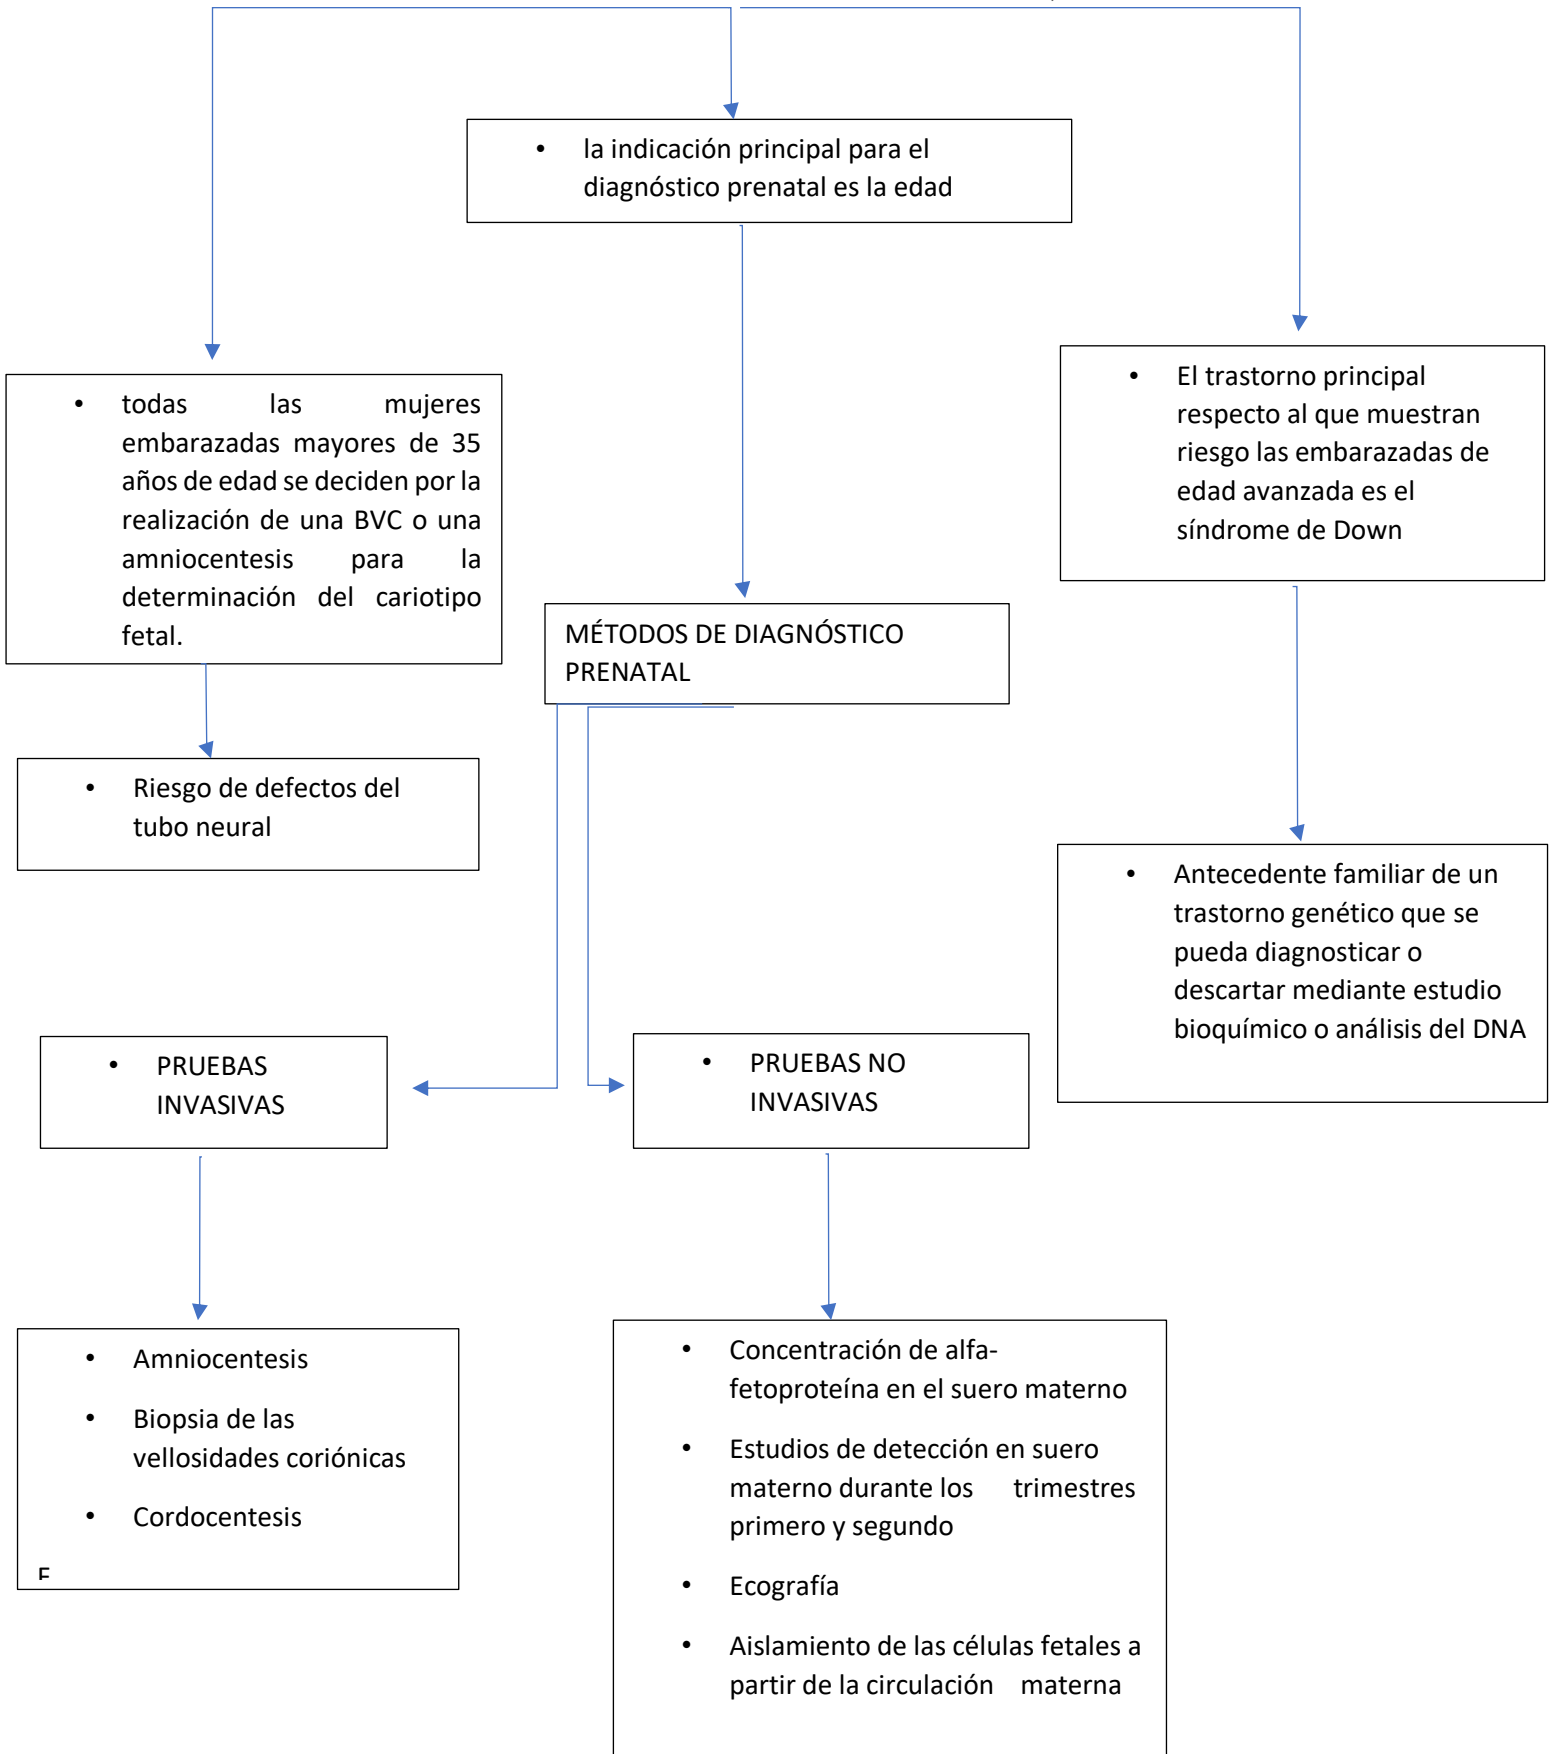 • la indicación principal para el
diagnóstico prenatal es la edad
• todas las mujeres
embarazadas mayores de 35
años de edad se deciden por la
realización de una BVC o una
amniocentesis para la
determinación del cariotipo
fetal.
• El trastorno principal
respecto al que muestran
riesgo las embarazadas de
edad avanzada es el
síndrome de Down
MÉTODOS DE DIAGNÓSTICO
PRENATAL
• Riesgo de defectos del
tubo neural
• Antecedente familiar de un
trastorno genético que se
pueda diagnosticar o
descartar mediante estudio
bioquímico o análisis del DNA
• PRUEBAS
INVASIVAS
• PRUEBAS NO
INVASIVAS
• Amniocentesis
• Biopsia de las
vellosidades coriónicas
• Cordocentesis
• Concentración de alfa-
fetoproteína en el suero materno
• Estudios de detección en suero
materno durante los trimestres
primero y segundo
• Ecografía
• Aislamiento de las células fetales a
partir de la circulación materna